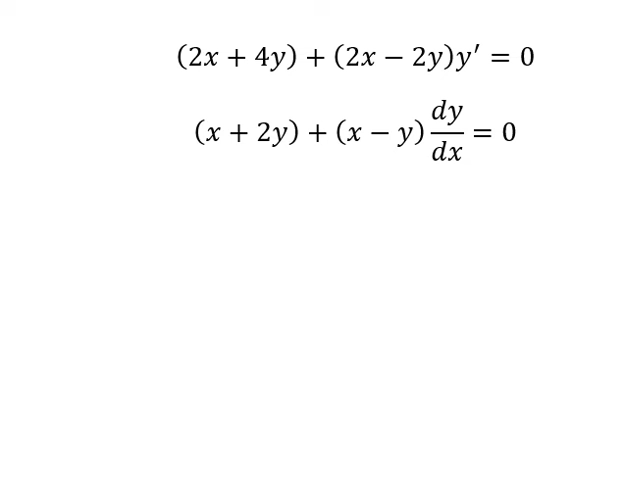 (2x + 4y) + (2x − 2y)y′ = 0
(x + 2y) + (x − y) dy/dx = 0